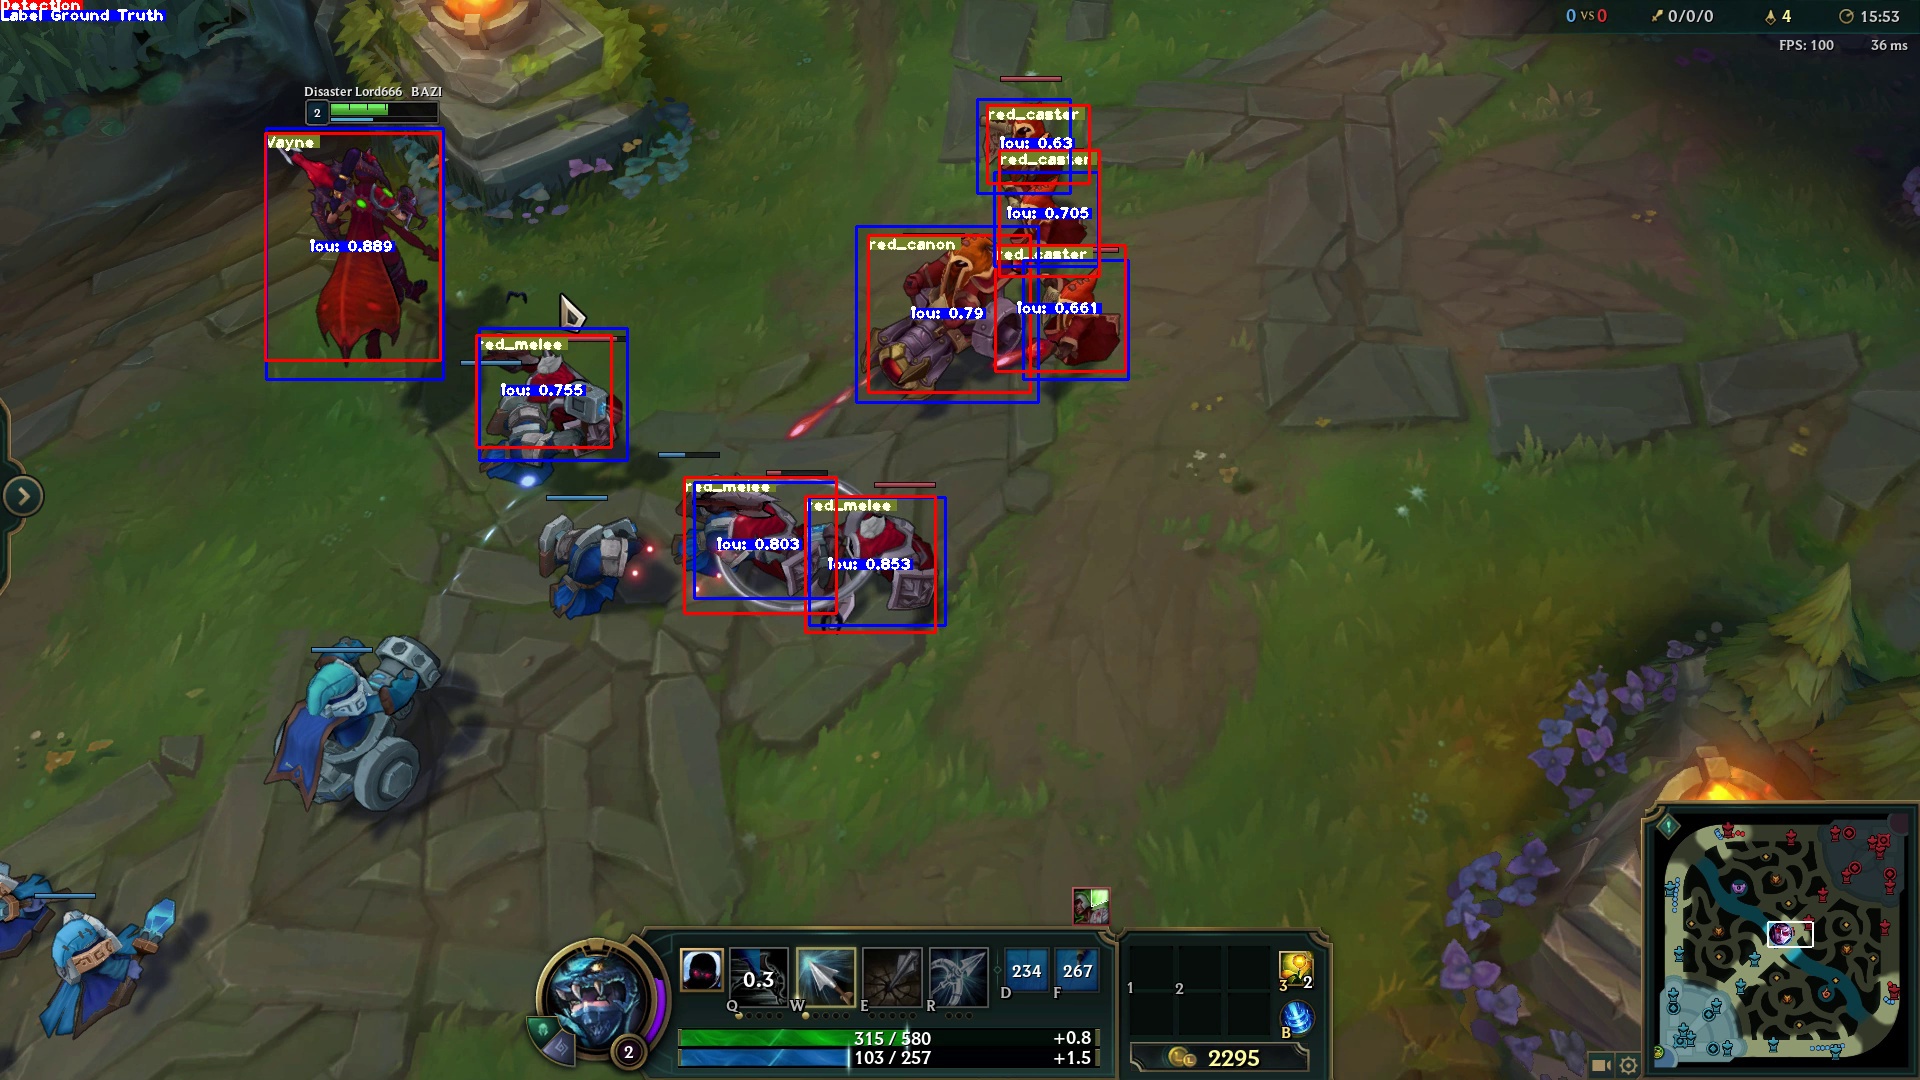 Detection
Label Ground Truth
0 VS 0
0/0/0
4
15:53
FPS: 100
36 ms
Disaster Lord666 BAZI
2
Vayne
Iou: 0.889
red_caster
Iou: 0.63
red_caster
Iou: 0.705
red_canon
red_caster
Iou: 0.79
Iou: 0.661
red_melee
Iou: 0.755
red_melee
Iou: 0.803
red_melee
Iou: 0.853
0.3
Q
W
E
R
234
D
267
F
1
2
3
2
B
2
315 / 580
+0.8
103 / 257
+1.5
2295